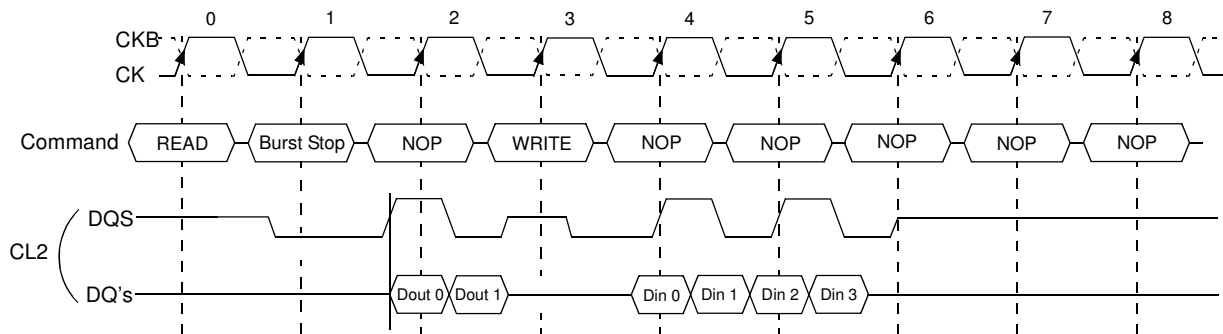 0 1 2 3 4 5 6 7 8
CKB
CK
Command READ Burst Stop NOP WRITE NOP NOP NOP NOP NOP
DQS
CL2
DQ's Dout 0 Dout 1 Din 0 Din 1 Din 2 Din 3